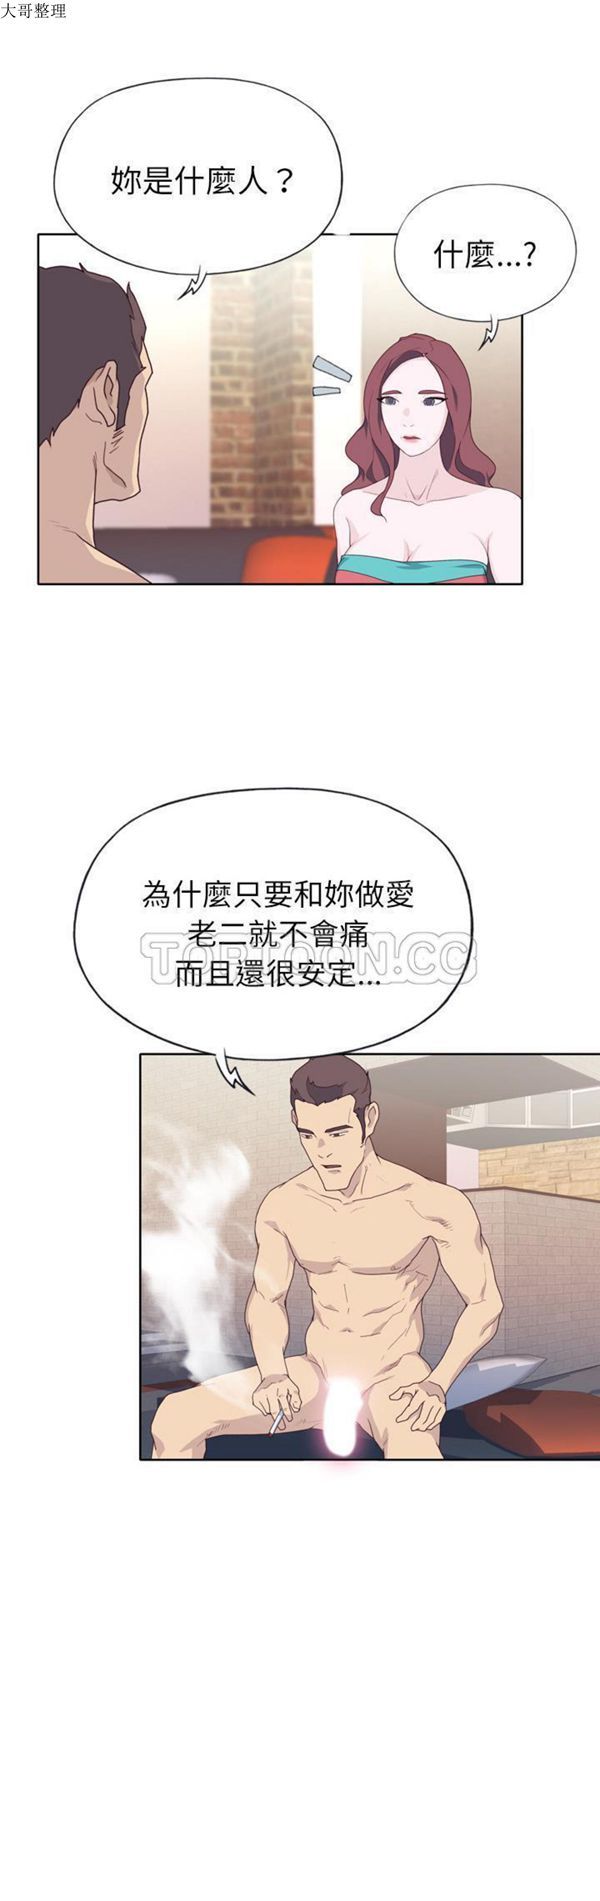 大哥整理
妳是什麼人？
什麼...?
為什麼只要和妳做愛
老二就不會痛
而且還很安定...
TOPTOON.CC